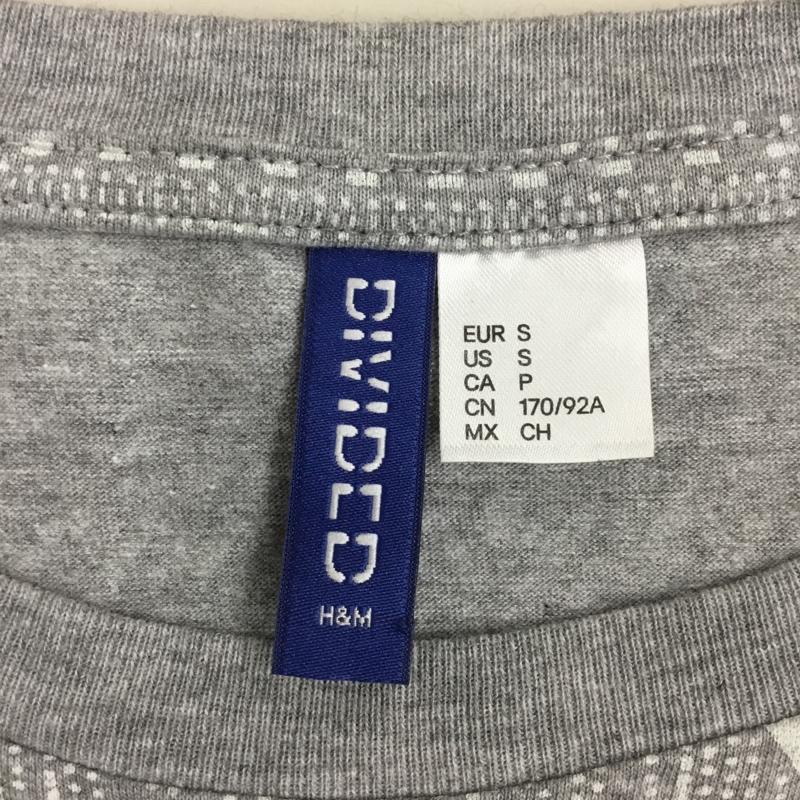 DIVIDED
H&M
EUR S
US S
CA P
CN 170/92A
MX CH